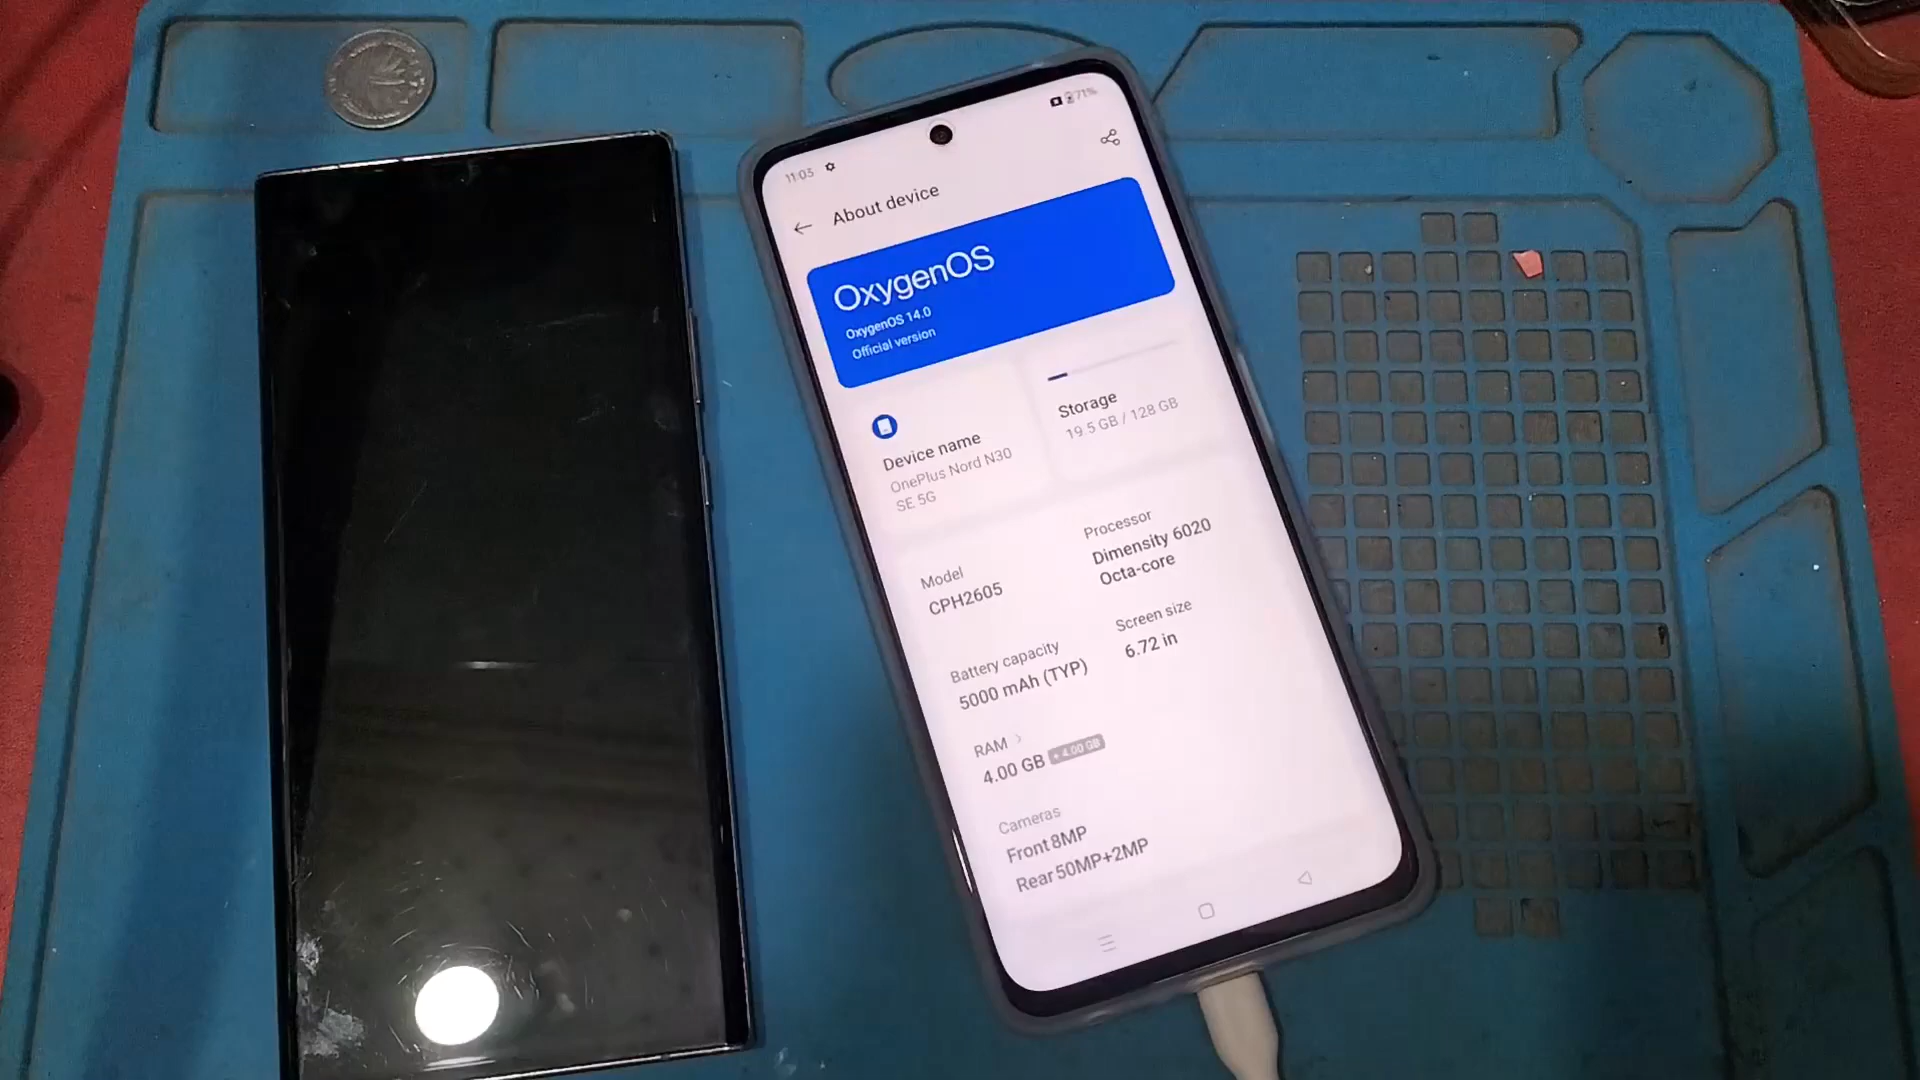 11:03
71%
About device
OxygenOS
OxygenOS 14.0
Official version
Device name
OnePlus Nord N30
SE 5G
Storage
19.5 GB / 128 GB
Model
CPH2605
Processor
Dimensity 6020
Octa-core
Battery capacity
5000 mAh (TYP)
Screen size
6.72 in
RAM
4.00 GB + 4.00 GB
Cameras
Front 8MP
Rear 50MP+2MP